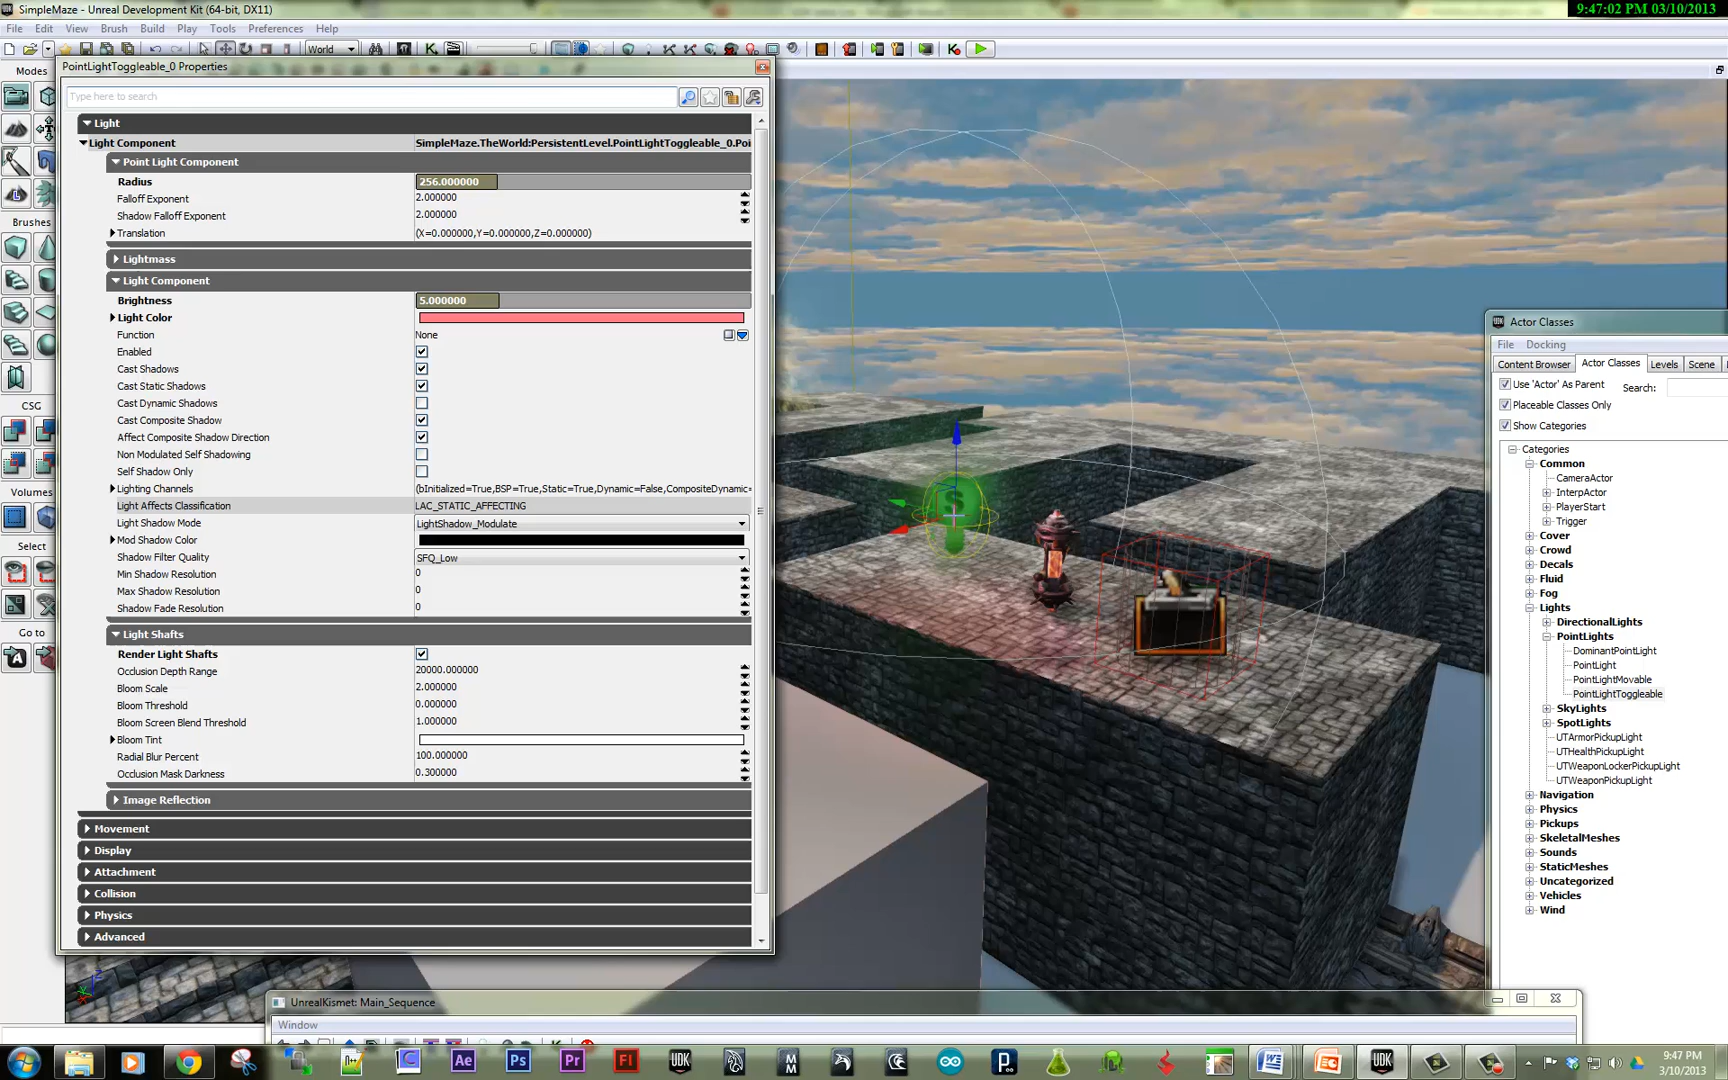 SimpleMaze - Unreal Development Kit (64-bit, DX11)
9:47:02 PM 03/10/2013
File Edit View Brush Build Play Tools Preferences Help
World
Modes
PointLightToggleable_0 Properties
Type here to search
Light
Light Component SimpleMaze.TheWorld:PersistentLevel.PointLightToggleable_0.Poi
Point Light Component
Radius 256.000000
Falloff Exponent 2.000000
Shadow Falloff Exponent 2.000000
Translation (X=0.000000,Y=0.000000,Z=0.000000)
Lightmass
Light Component
Brightness 5.000000
Light Color
Function None
Enabled
Cast Shadows
Cast Static Shadows
Cast Dynamic Shadows
Cast Composite Shadow
Affect Composite Shadow Direction
Non Modulated Self Shadowing
Self Shadow Only
Lighting Channels (bInitialized=True,BSP=True,Static=True,Dynamic=False,CompositeDynamic=
Light Affects Classification LAC_STATIC_AFFECTING
Light Shadow Mode LightShadow_Modulate
Mod Shadow Color
Shadow Filter Quality SFQ_Low
Min Shadow Resolution 0
Max Shadow Resolution 0
Shadow Fade Resolution 0
Light Shafts
Render Light Shafts
Occlusion Depth Range 20000.000000
Bloom Scale 2.000000
Bloom Threshold 0.000000
Bloom Screen Blend Threshold 1.000000
Bloom Tint
Radial Blur Percent 100.000000
Occlusion Mask Darkness 0.300000
Image Reflection
Movement
Display
Attachment
Collision
Physics
Advanced
Brushes
CSG
Volumes
Select
Go to
S
Z
X
Actor Classes
File Docking
Content Browser Actor Classes Levels Scene
Use 'Actor' As Parent Search:
Placeable Classes Only
Show Categories
Categories
Common
CameraActor
InterpActor
PlayerStart
Trigger
Cover
Crowd
Decals
Fluid
Fog
Lights
DirectionalLights
PointLights
DominantPointLight
PointLight
PointLightMovable
PointLightToggleable
SkyLights
SpotLights
UTArmorPickupLight
UTHealthPickupLight
UTWeaponLockerPickupLight
UTWeaponPickupLight
Navigation
Physics
Pickups
SkeletalMeshes
Sounds
StaticMeshes
Uncategorized
Vehicles
Wind
UnrealKismet: Main_Sequence
Window
Ae Ps Pr Fl UDK
9:47 PM
3/10/2013